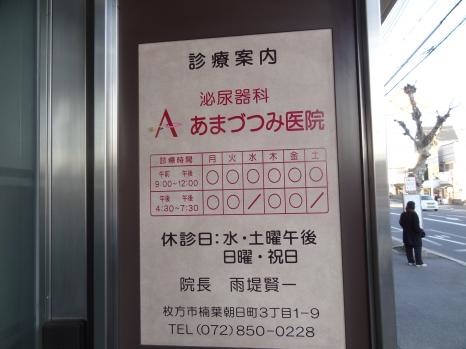 診療案内
泌尿器科
あまづつみ医院
診療時間 月 火 水 木 金 土
午前 午後
9:00~12:00 ○ ○ ○ ○ ○ ○
午後 午後
4:30~7:30 ○ ○ / ○ ○ /
休診日:水・土曜午後
日曜・祝日
院長 雨堤賢一
枚方市楠葉朝日町3丁目1-9
TEL(072)850-0228